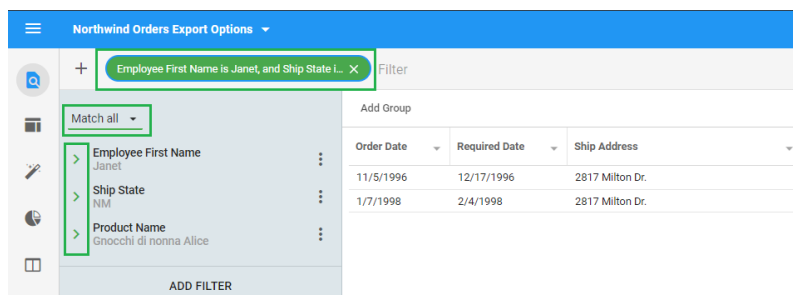 Northwind Orders Export Options
Employee First Name is Janet, and Ship State i...
Filter
Match all
Employee First Name
Janet
Ship State
NM
Product Name
Gnocchi di nonna Alice
ADD FILTER
Add Group
Order Date Required Date Ship Address
11/5/1996 12/17/1996 2817 Milton Dr.
1/7/1998 2/4/1998 2817 Milton Dr.